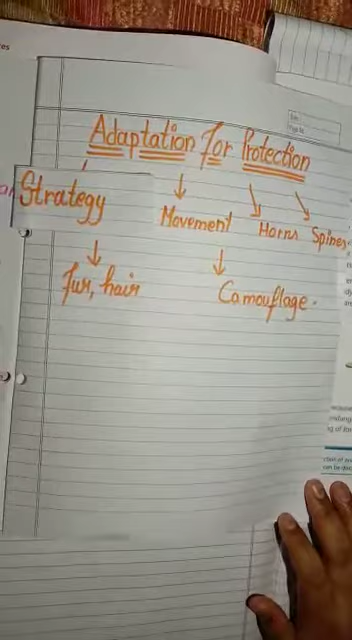 Adaptation For Protection
Strategy
Movement
Horns
Spines
Fur, hair
Camouflage.